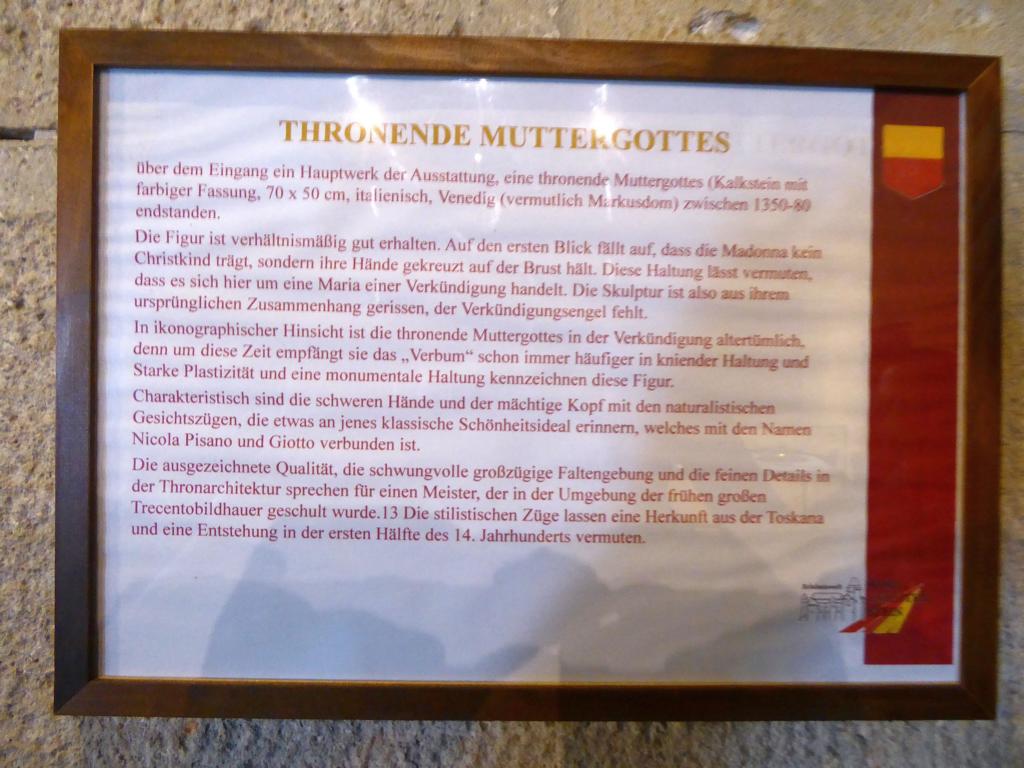 THRONENDE MUTTERGOTTES
über dem Eingang ein Hauptwerk der Ausstattung, eine thronende Muttergottes (Kalkstein mit
farbiger Fassung, 70 x 50 cm, italienisch, Venedig (vermutlich Markusdom) zwischen 1350-80
endstanden.
Die Figur ist verhältnismäßig gut erhalten. Auf den ersten Blick fällt auf, dass die Madonna kein
Christkind trägt, sondern ihre Hände gekreuzt auf der Brust hält. Diese Haltung lässt vermuten,
dass es sich hier um eine Maria einer Verkündigung handelt. Die Skulptur ist also aus ihrem
ursprünglichen Zusammenhang gerissen, der Verkündigungsengel fehlt.
In ikonographischer Hinsicht ist die thronende Muttergottes in der Verkündigung altertümlich,
denn um diese Zeit empfängt sie das „Verbum“ schon immer häufiger in kniender Haltung und
Starke Plastizität und eine monumentale Haltung kennzeichnen diese Figur.
Charakteristisch sind die schweren Hände und der mächtige Kopf mit den naturalistischen
Gesichtszügen, die etwas an jenes klassische Schönheitsideal erinnern, welches mit den Namen
Nicola Pisano und Giotto verbunden ist.
Die ausgezeichnete Qualität, die schwungvolle großzügige Faltengebung und die feinen Details in
der Thronarchitektur sprechen für einen Meister, der in der Umgebung der frühen großen
Trecentobildhauer geschult wurde.13 Die stilistischen Züge lassen eine Herkunft aus der Toskana
und eine Entstehung in der ersten Hälfte des 14. Jahrhunderts vermuten.